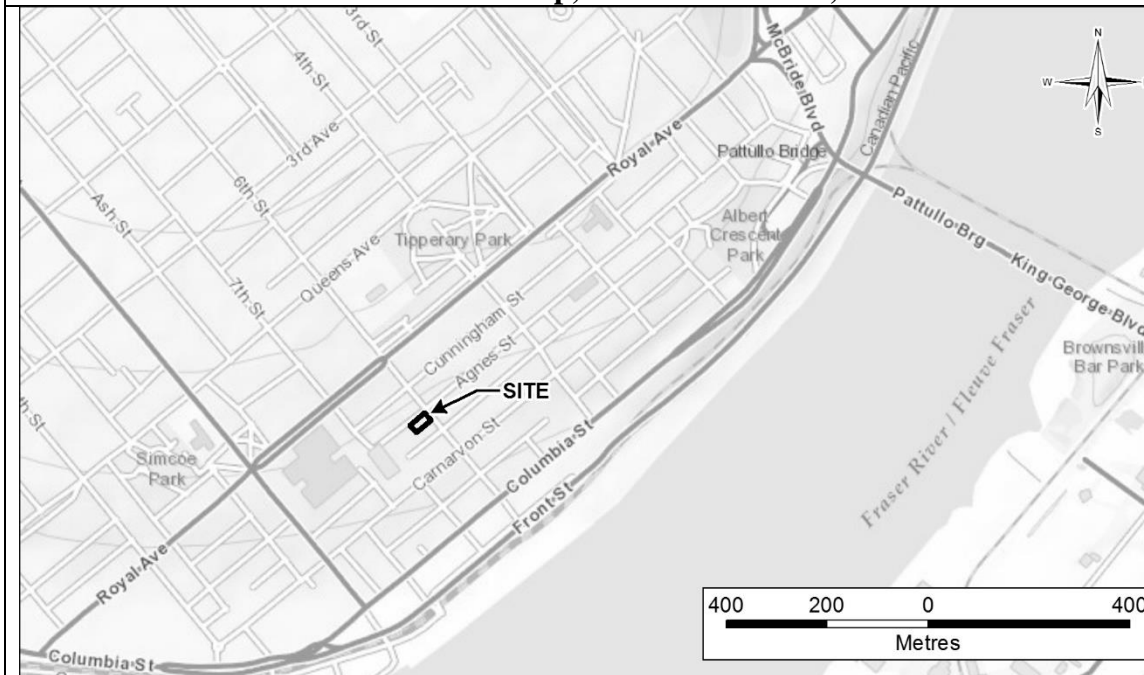 3rd St
4th St
3rd Ave
6th St
Ash St
7th St
Queens Ave
Tipperary Park
Royal Ave
McBride Blvd
Canadian Pacific
Pattullo Bridge
Albert
Crescent
Park
Pattullo Brg
King George Blvd
N
W
S
Cunningham St
Agnes St
SITE
Carnarvon St
Columbia St
Front St
Simcoe
Park
Royal Ave
Columbia St
Fraser River / Fleuve Fraser
Brownsvill
Bar Park
400 200 0 400
Metres